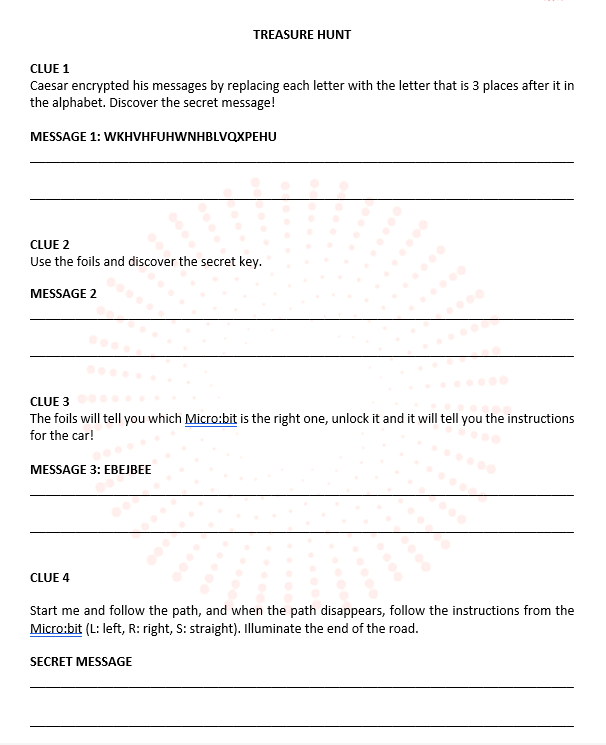 TREASURE HUNT
CLUE 1
Caesar encrypted his messages by replacing each letter with the letter that is 3 places after it in
the alphabet. Discover the secret message!
MESSAGE 1: WKHVHFUHWNHBLVQXPEHU
CLUE 2
Use the foils and discover the secret key.
MESSAGE 2
CLUE 3
The foils will tell you which Micro:bit is the right one, unlock it and it will tell you the instructions
for the car!
MESSAGE 3: EBEJBEE
CLUE 4
Start me and follow the path, and when the path disappears, follow the instructions from the
Micro:bit (L: left, R: right, S: straight). Illuminate the end of the road.
SECRET MESSAGE